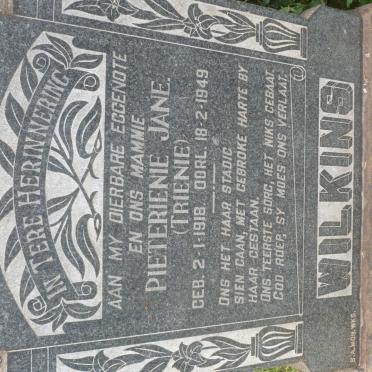 IN TERE HERINNERING
AAN MY DIERBARE EGGENOTE
EN ONS MAMMIE
PIETERIENIE JANE
(TRIENIE)
GEB. 2-1-1918 OORL. 18-2-1949
ONS HET HAAR STADIG
SIEN GAAN, MET GEBROKE HARTE BY
HAAR GESTAAN.
ONS TEERSTE SORG, HET NIKS GEBAAT,
GOD ROEP, SY MOES ONS VERLAAT.
WILKINS
S.A. MON. WKS.